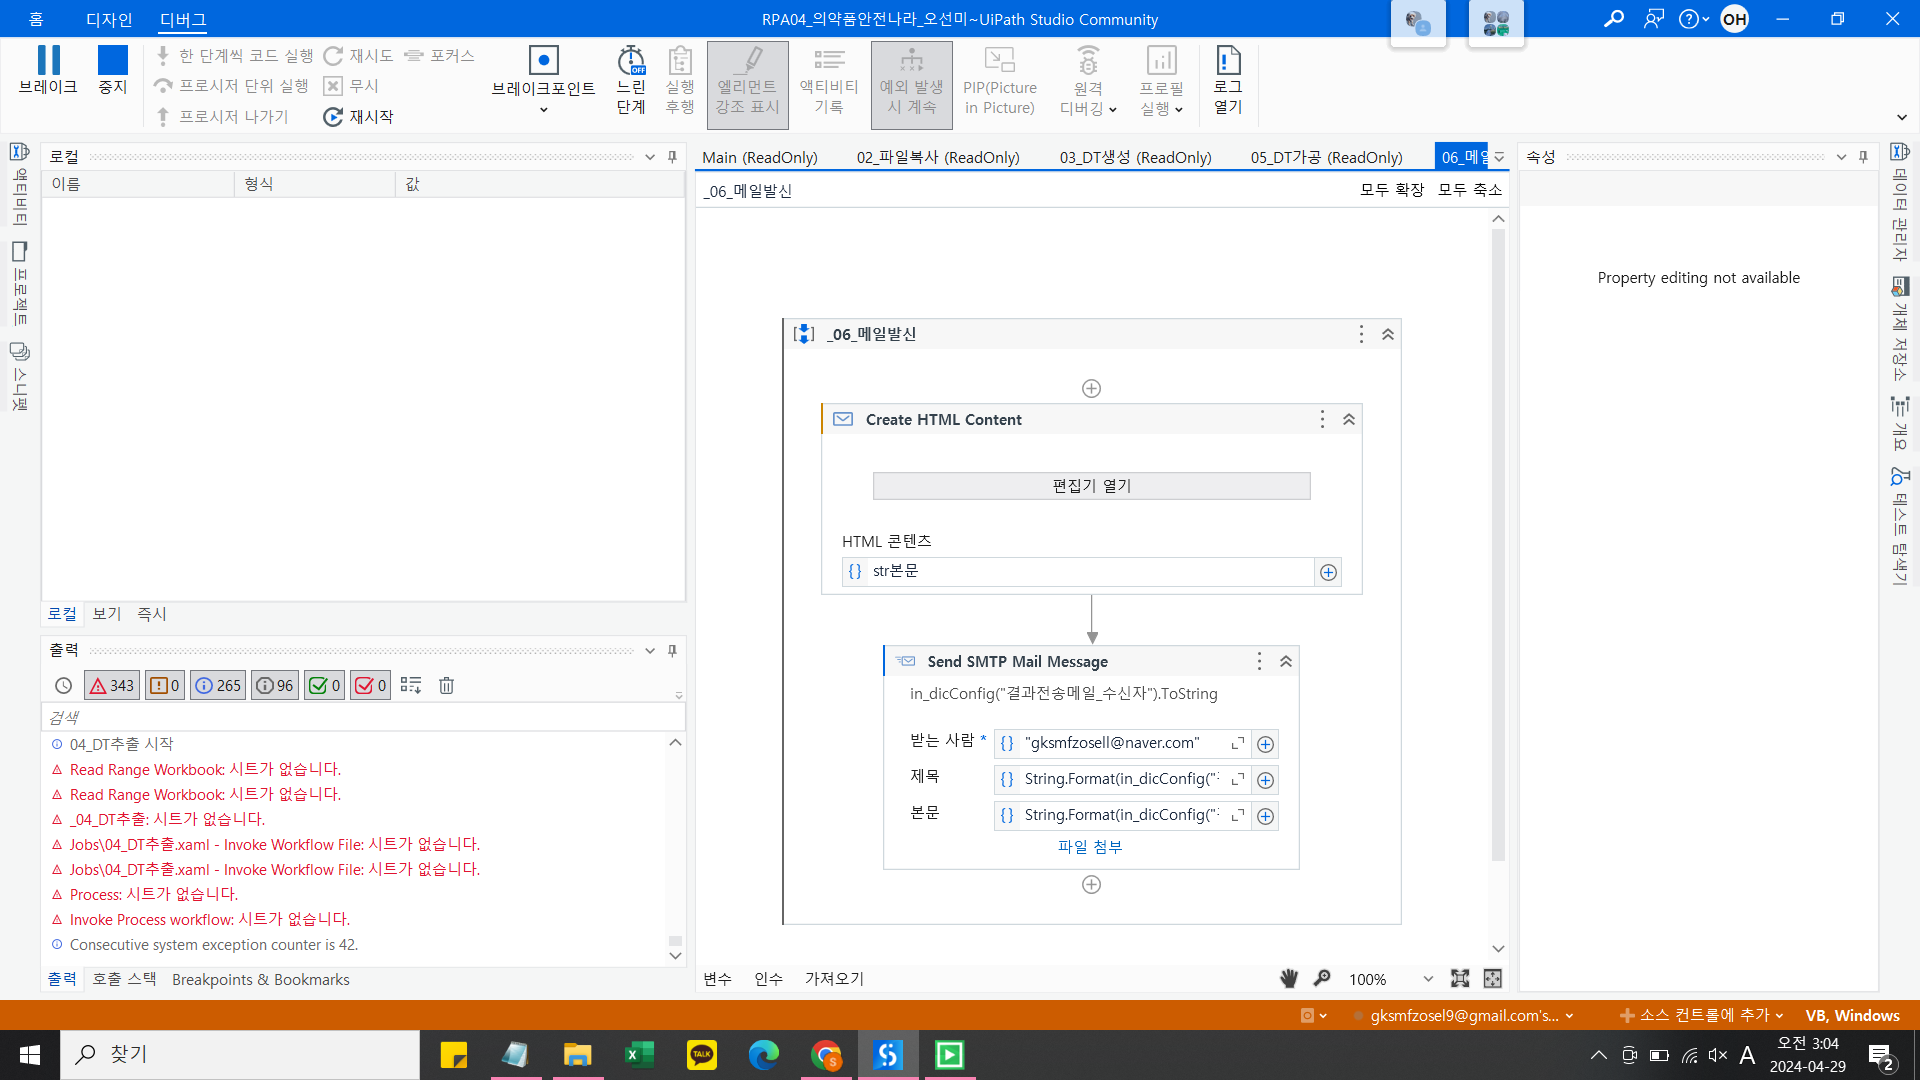 홈 디자인 디버그
RPA04_의약품안전나라_오선미~UiPath Studio Community
OH
브레이크
중지
한 단계씩 코드 실행
프로시저 단위 실행
프로시저 나가기
재시도
무시
재시작
포커스
브레이크포인트
느린
단계
OFF
실행
후행
엘리먼트
강조 표시
액티비티
기록
예외 발생
시 계속
PIP(Picture
in Picture)
원격
디버깅
프로필
실행
로그
열기
액티비티
프로젝트
스니펫
로컬
이름 형식 값
로컬 보기 즉시
출력
343 0 265 96 0 0
검색
04_DT추출 시작
Read Range Workbook: 시트가 없습니다.
Read Range Workbook: 시트가 없습니다.
_04_DT추출: 시트가 없습니다.
Jobs\04_DT추출.xaml - Invoke Workflow File: 시트가 없습니다.
Jobs\04_DT추출.xaml - Invoke Workflow File: 시트가 없습니다.
Process: 시트가 없습니다.
Invoke Process workflow: 시트가 없습니다.
Consecutive system exception counter is 42.
출력 호출 스택 Breakpoints & Bookmarks
Main (ReadOnly) 02_파일복사 (ReadOnly) 03_DT생성 (ReadOnly) 05_DT가공 (ReadOnly) 06_메일
_06_메일발신
모두 확장 모두 축소
_06_메일발신
Create HTML Content
편집기 열기
HTML 콘텐츠
{} str본문
Send SMTP Mail Message
in_dicConfig("결과전송메일_수신자").ToString
받는 사람 * {} "gksmfzosell@naver.com"
제목 {} String.Format(in_dicConfig("
본문 {} String.Format(in_dicConfig("
파일 첨부
변수 인수 가져오기
100%
속성
Property editing not available
데이터 관리자
개체 저장소
개요
테스트 탐색기
gksmfzosel9@gmail.com's...
소스 컨트롤에 추가
VB, Windows
찾기
TALK
S
A
오전 3:04
2024-04-29
2